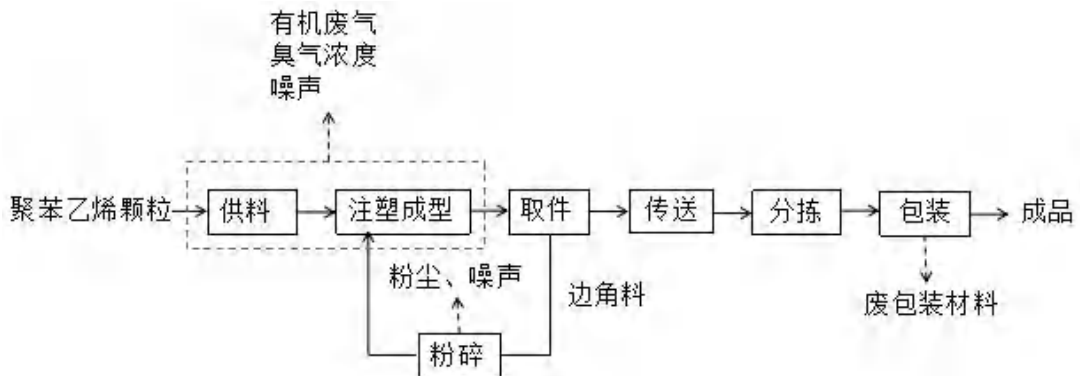 有机废气
臭气浓度
噪声
聚苯乙烯颗粒
供料
注塑成型
取件
传送
分拣
包装
成品
粉尘、噪声
边角料
废包装材料
粉碎